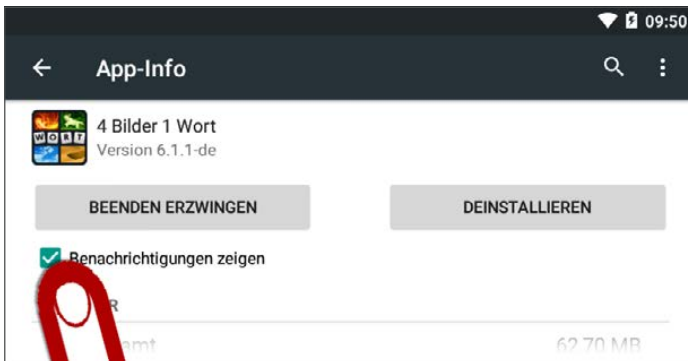 09:50
App-Info
WORT
4 Bilder 1 Wort
Version 6.1.1-de
BEENDEN ERZWINGEN
DEINSTALLIEREN
Benachrichtigungen zeigen
62.70 MB